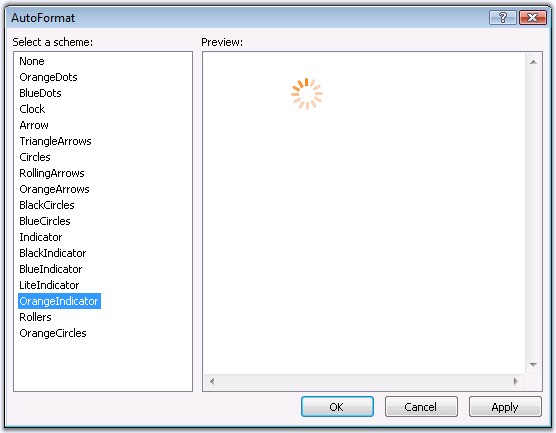 AutoFormat
Select a scheme:
Preview:
None
OrangeDots
BlueDots
Clock
Arrow
TriangleArrows
Circles
RollingArrows
OrangeArrows
BlackCircles
BlueCircles
Indicator
BlackIndicator
BlueIndicator
LiteIndicator
OrangeIndicator
Rollers
OrangeCircles
OK
Cancel
Apply